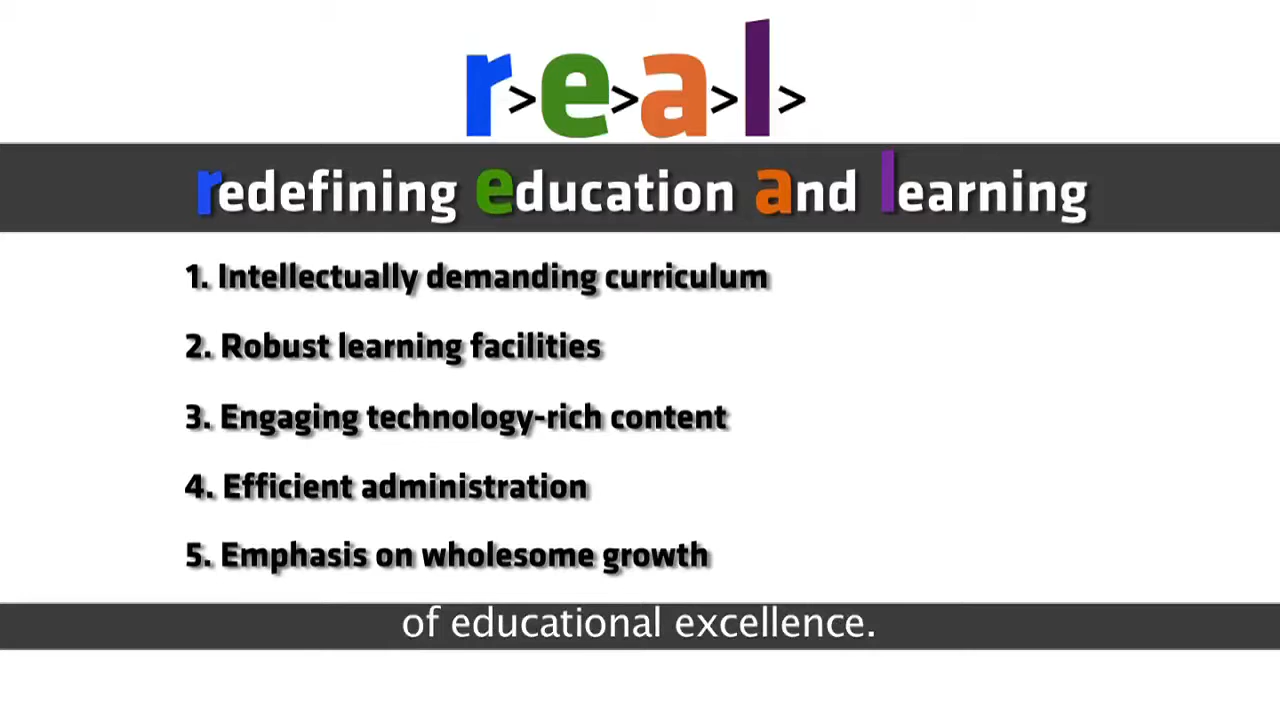 r>e>a>l>
redefining education and learning
1. Intellectually demanding curriculum
2. Robust learning facilities
3. Engaging technology-rich content
4. Efficient administration
5. Emphasis on wholesome growth
of educational excellence.